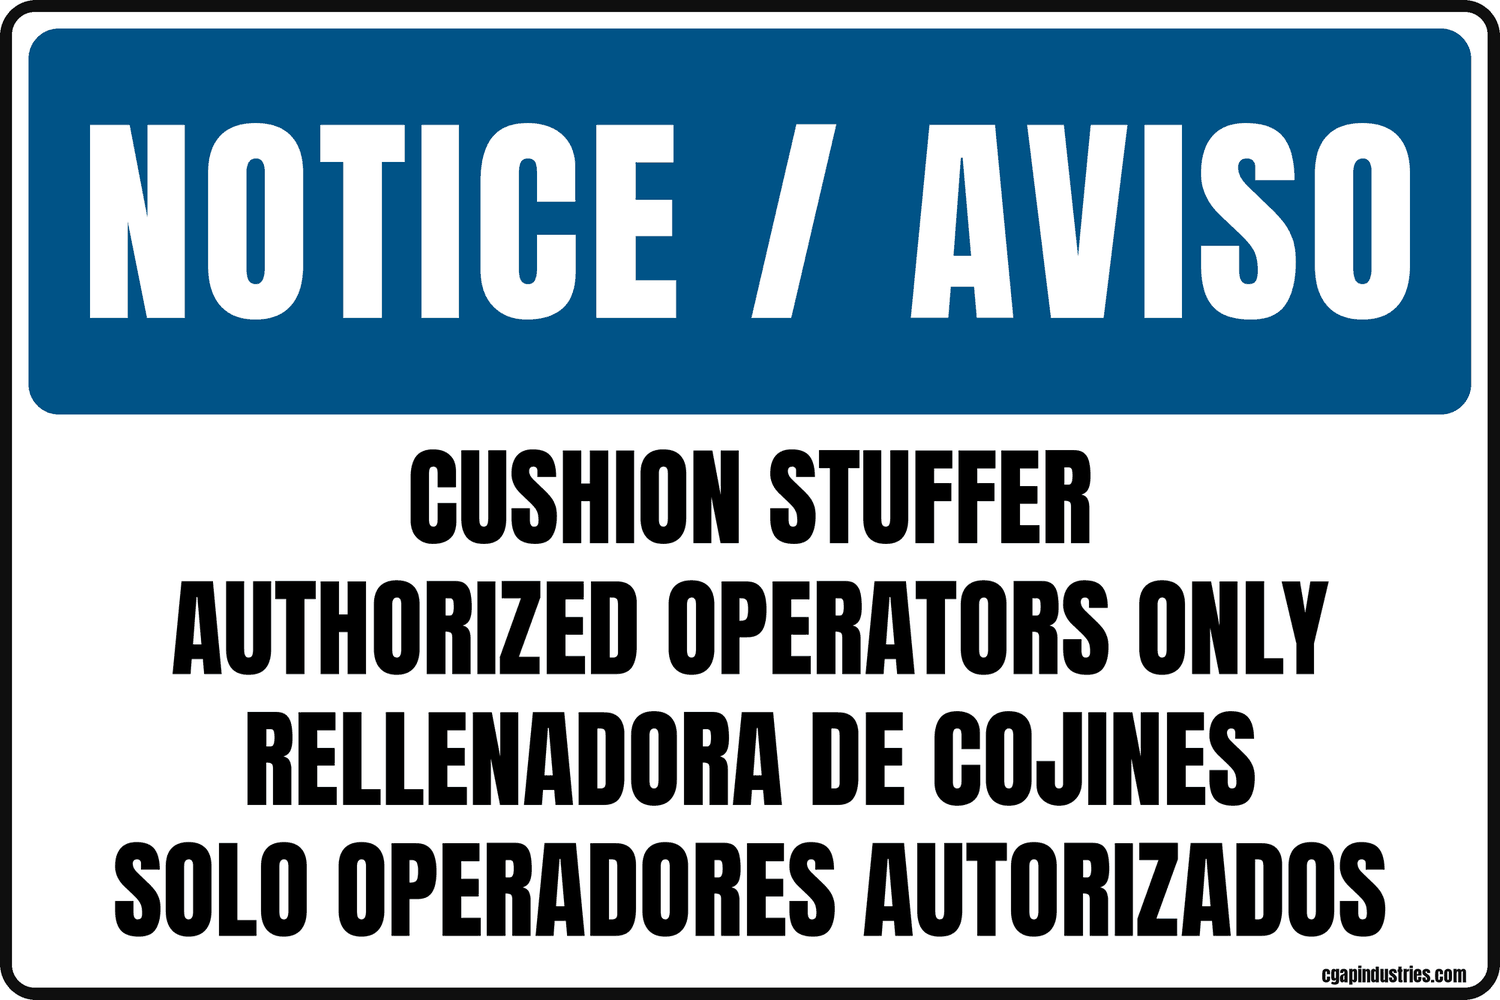 NOTICE / AVISO
CUSHION STUFFER
AUTHORIZED OPERATORS ONLY
RELLENADORA DE COJINES
SOLO OPERADORES AUTORIZADOS
cgapindustries.com